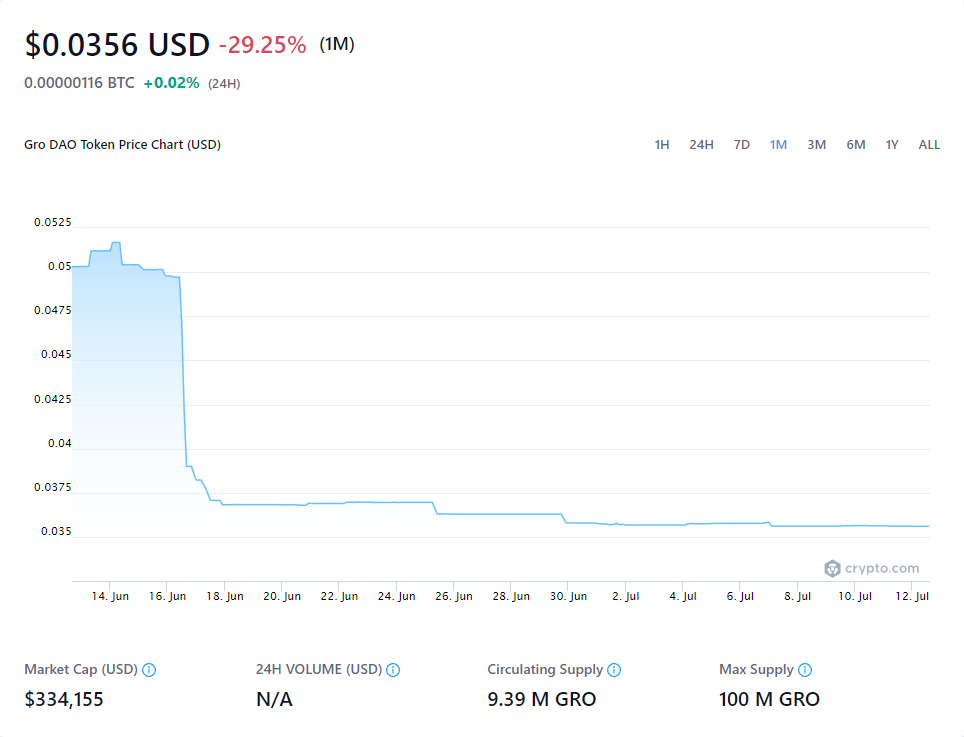 $0.0356 USD -29.25% (1M)
0.00000116 BTC +0.02% (24H)
Gro DAO Token Price Chart (USD) 1H 24H 7D 1M 3M 6M 1Y ALL
0.0525
0.05
0.0475
0.045
0.0425
0.04
0.0375
0.035
crypto.com
14. Jun 16. Jun 18. Jun 20. Jun 22. Jun 24. Jun 26. Jun 28. Jun 30. Jun 2. Jul 4. Jul 6. Jul 8. Jul 10. Jul 12. Jul
Market Cap (USD) 24H VOLUME (USD) Circulating Supply Max Supply
$334,155 N/A 9.39 M GRO 100 M GRO